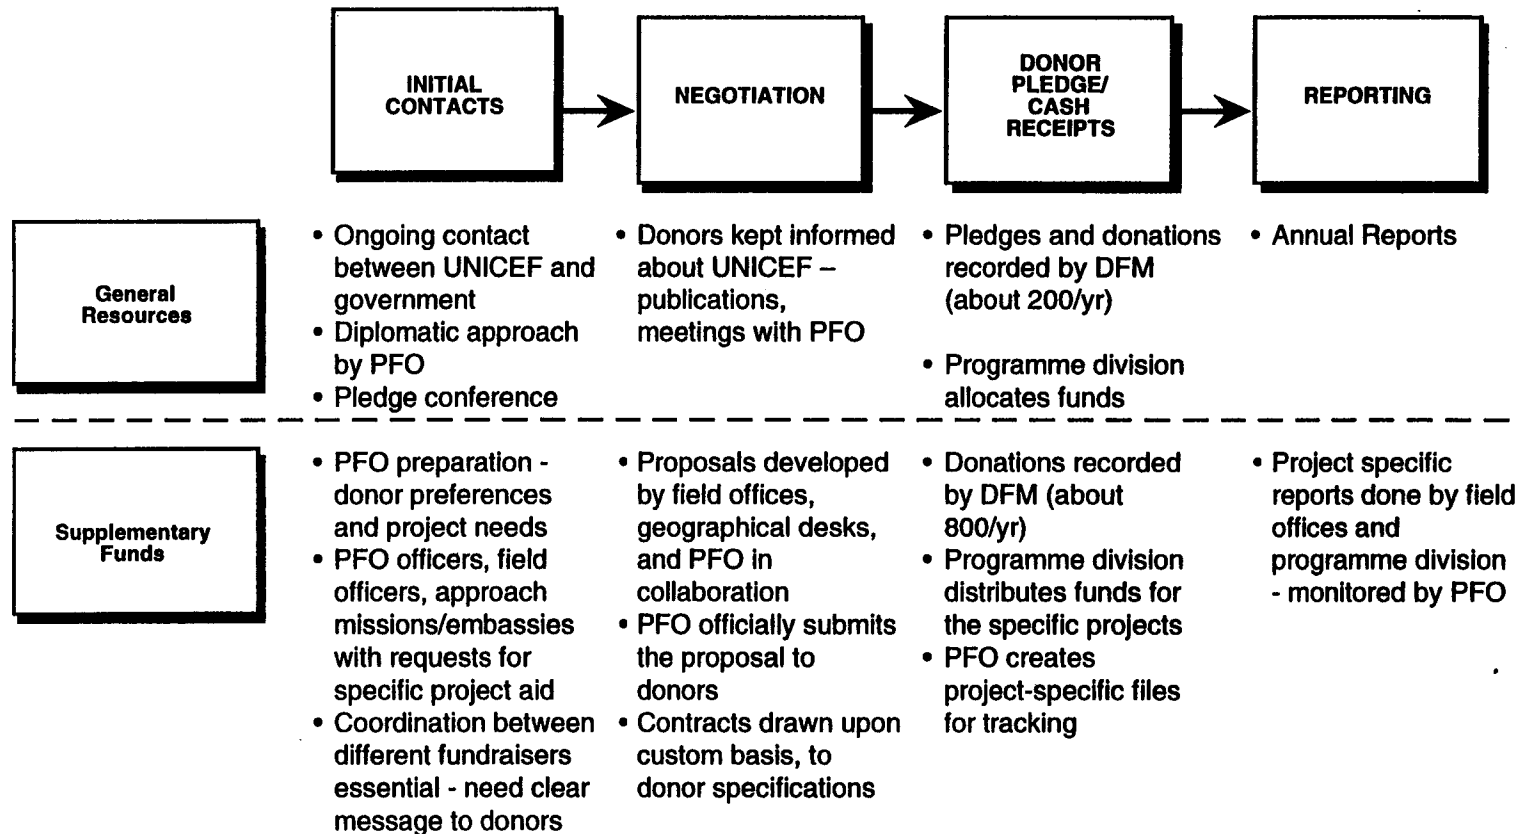 INITIAL
CONTACTS
NEGOTIATION
DONOR
PLEDGE/
CASH
RECEIPTS
REPORTING
General
Resources
• Ongoing contact
between UNICEF and
government
• Diplomatic approach
by PFO
• Pledge conference
• Donors kept informed
about UNICEF –
publications,
meetings with PFO
• Pledges and donations
recorded by DFM
(about 200/yr)
• Programme division
allocates funds
• Annual Reports
Supplementary
Funds
• PFO preparation -
donor preferences
and project needs
• PFO officers, field
officers, approach
missions/embassies
with requests for
specific project aid
• Coordination between
different fundraisers
essential - need clear
message to donors
• Proposals developed
by field offices,
geographical desks,
and PFO in
collaboration
• PFO officially submits
the proposal to
donors
• Contracts drawn upon
custom basis, to
donor specifications
• Donations recorded
by DFM (about
800/yr)
• Programme division
distributes funds for
the specific projects
• PFO creates
project-specific files
for tracking
• Project specific
reports done by field
offices and
programme division
- monitored by PFO